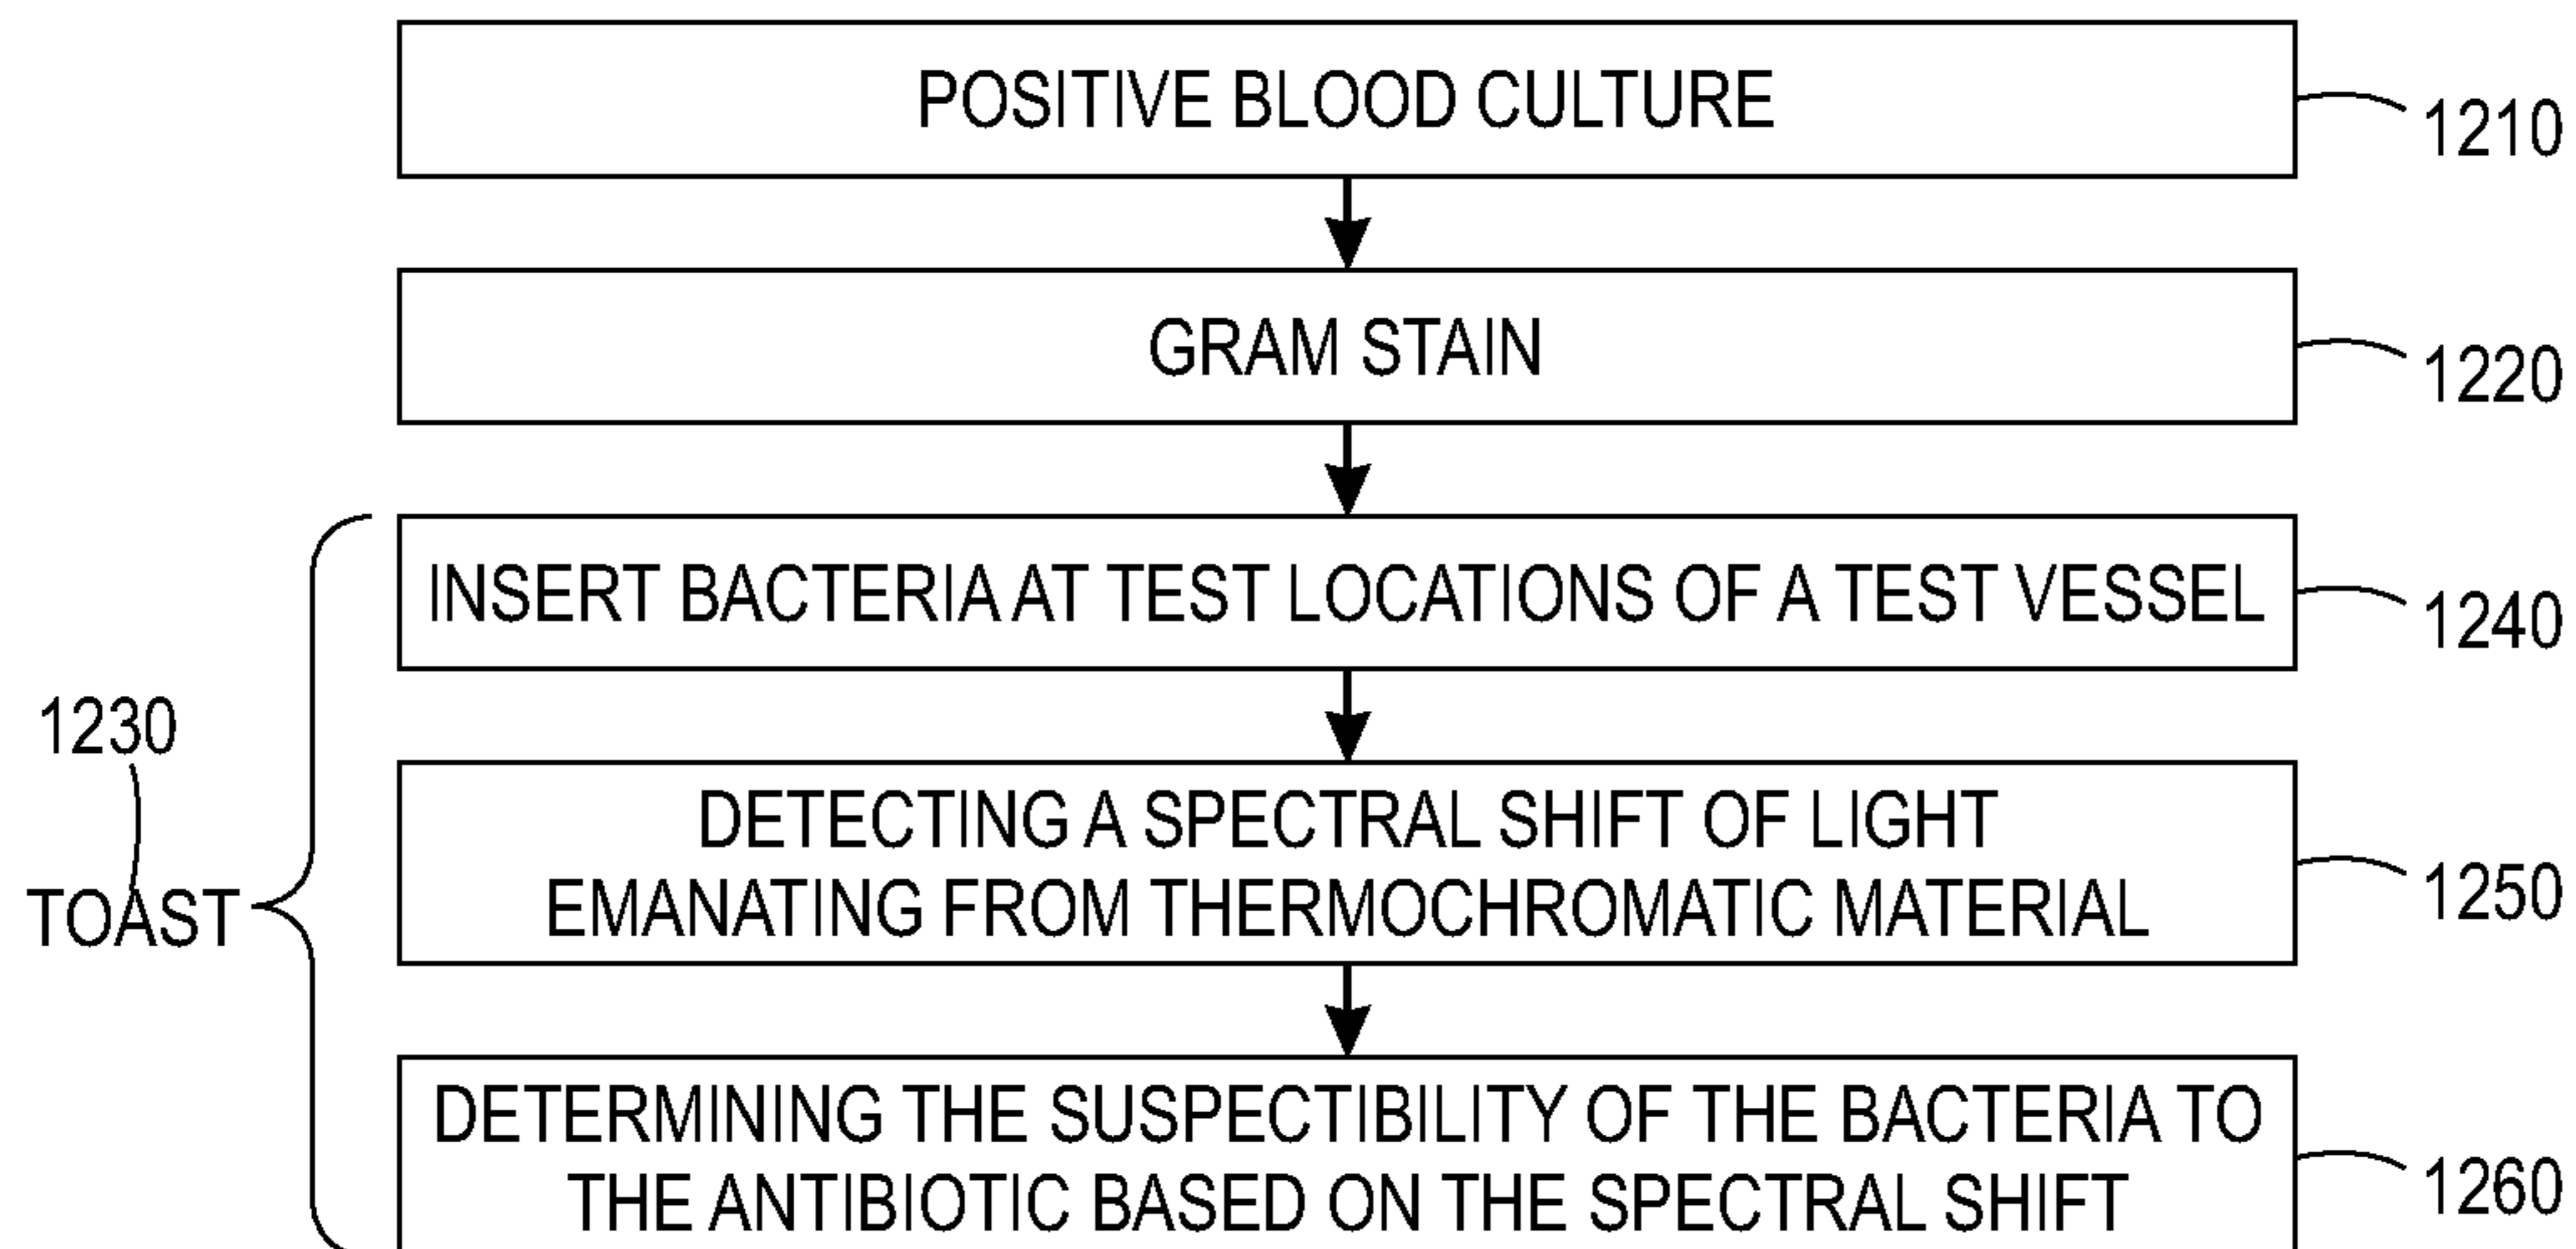 POSITIVE BLOOD CULTURE
1210
GRAM STAIN
1220
INSERT BACTERIA AT TEST LOCATIONS OF A TEST VESSEL
1240
1230
TOAST
DETECTING A SPECTRAL SHIFT OF LIGHT
EMANATING FROM THERMOCHROMATIC MATERIAL
1250
DETERMINING THE SUSPECTIBILITY OF THE BACTERIA TO
THE ANTIBIOTIC BASED ON THE SPECTRAL SHIFT
1260